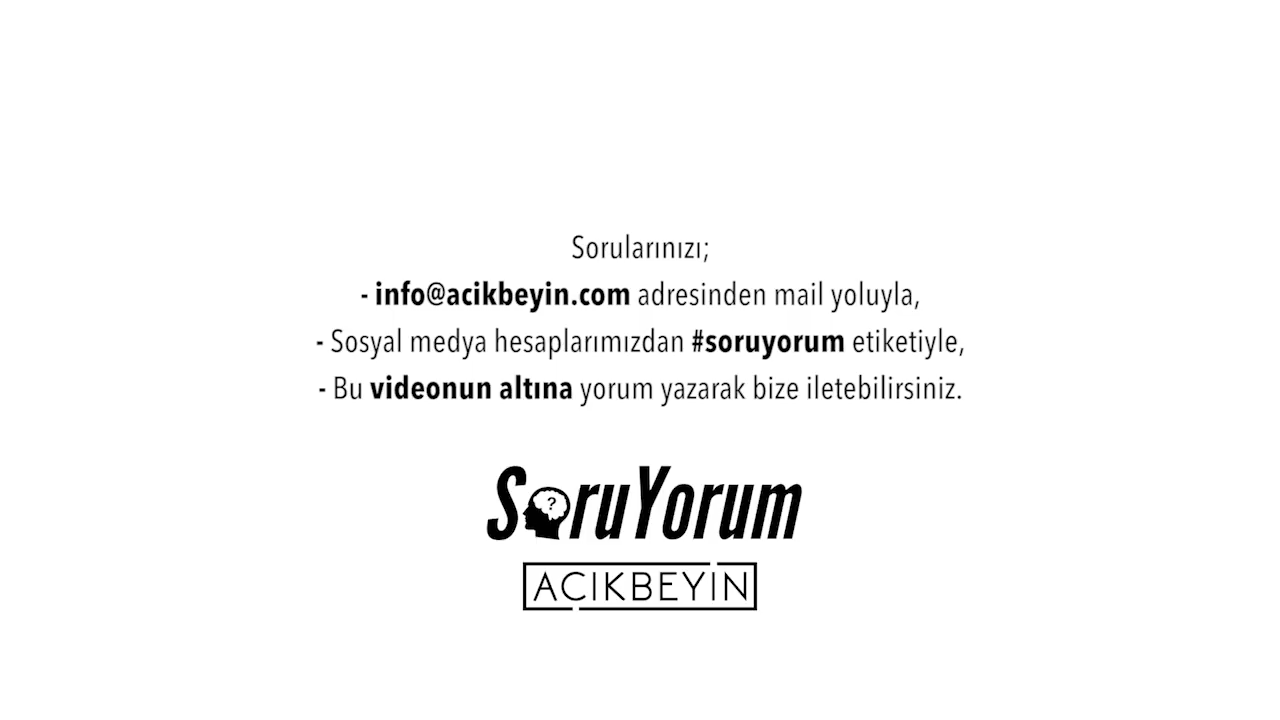 Sorularınızı;
- info@acikbeyin.com adresinden mail yoluyla,
- Sosyal medya hesaplarımızdan #soruyorum etiketiyle,
- Bu videonun altına yorum yazarak bize iletebilirsiniz.
SoruYorum
AÇIKBEYİN